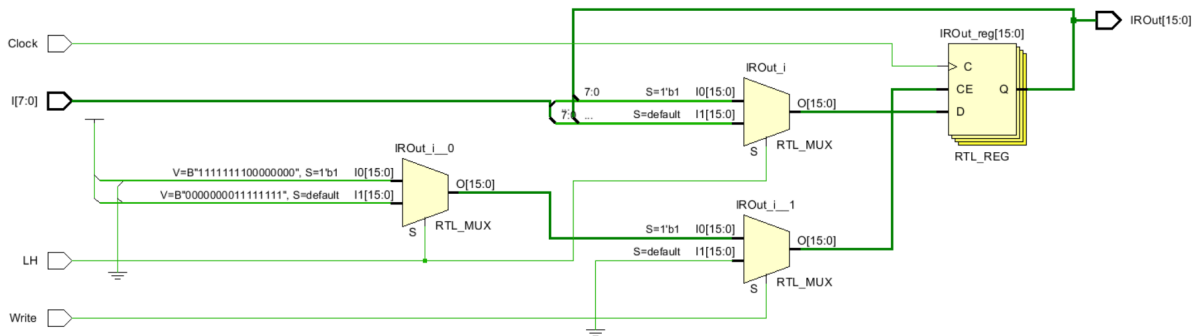 IROut[15:0]
IROut_reg[15:0]
Clock
C
IROut_i
I[7:0]
7:0 S=1'b1 I0[15:0]
CE Q
O[15:0]
7:0 ... S=default I1[15:0]
D
S RTL_MUX
RTL_REG
IROut_i__0
V=B"1111111100000000", S=1'b1 I0[15:0]
O[15:0]
V=B"0000000011111111", S=default I1[15:0]
S RTL_MUX
IROut_i__1
S=1'b1 I0[15:0]
O[15:0]
S=default I1[15:0]
LH
S RTL_MUX
Write